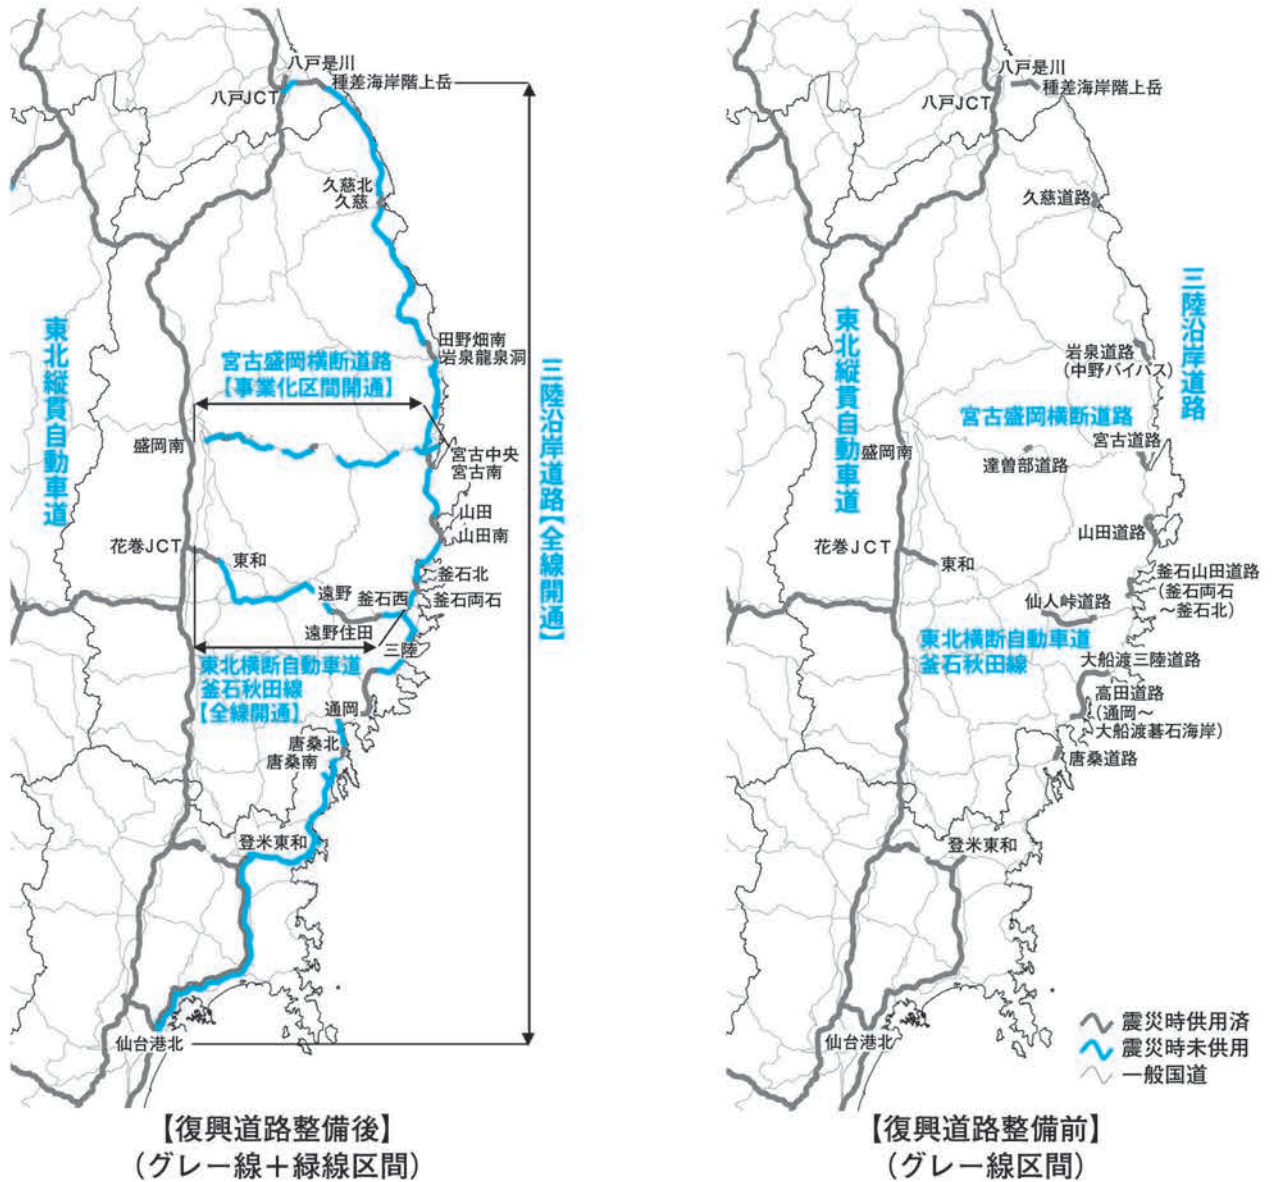 八戸是川
種差海岸階上岳
八戸JCT
久慈北
久慈
田野畑南
岩泉龍泉洞
東北縦貫自動車道
宮古盛岡横断道路
【事業化区間開通】
三陸沿岸道路【全線開通】
盛岡南
宮古中央
宮古南
山田
山田南
花巻JCT
東和
釜石北
遠野
釜石西
釜石両石
遠野住田
三陸
東北横断自動車道
釜石秋田線
【全線開通】
通岡
唐桑北
唐桑南
登米東和
仙台港北
【復興道路整備後】
（グレー線＋緑線区間）
八戸是川
種差海岸階上岳
八戸JCT
久慈道路
三陸沿岸道路
東北縦貫自動車道
岩泉道路
（中野バイパス）
宮古盛岡横断道路
宮古道路
盛岡南
達曽部道路
山田道路
花巻JCT
東和
釜石山田道路
（釜石両石
～釜石北）
仙人峠道路
東北横断自動車道
釜石秋田線
大船渡三陸道路
高田道路
（通岡～
大船渡碁石海岸）
唐桑道路
登米東和
仙台港北
震災時供用済
震災時未供用
一般国道
【復興道路整備前】
（グレー線区間）